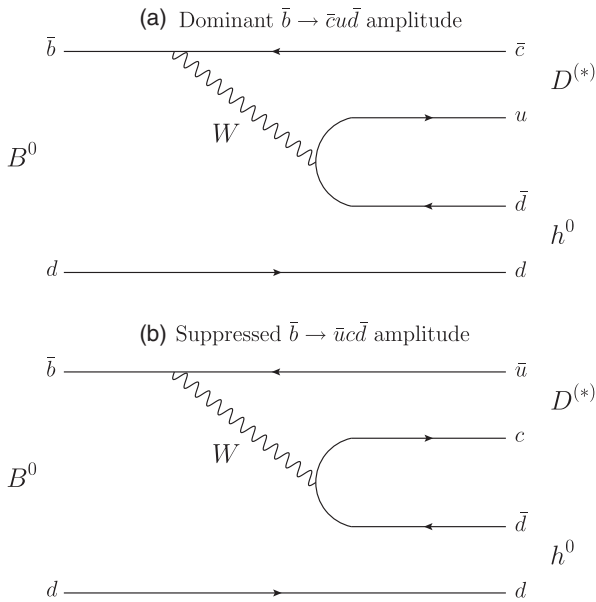 (a) Dominant b̄ → c̄ud̄ amplitude
b̄
c̄
D(*)
u
W
B⁰
d̄
h⁰
d
d
(b) Suppressed b̄ → ūcd̄ amplitude
b̄
ū
D(*)
c
W
B⁰
d̄
h⁰
d
d